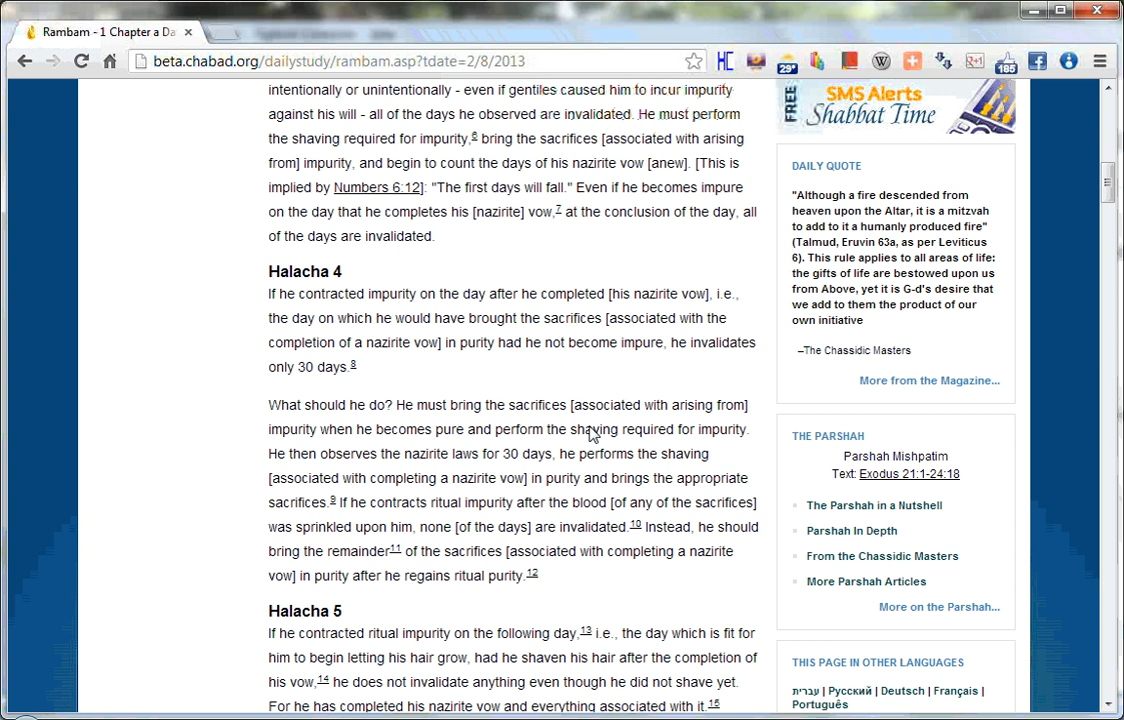 Rambam - 1 Chapter a Da
beta.chabad.org/dailystudy/rambam.asp?tdate=2/8/2013
HC
29°
W
+1
185
intentionally or unintentionally - even if gentiles caused him to incur impurity
against his will - all of the days he observed are invalidated. He must perform
the shaving required for impurity,6 bring the sacrifices [associated with arising
from] impurity, and begin to count the days of his nazirite vow [anew]. [This is
implied by Numbers 6:12]: "The first days will fall." Even if he becomes impure
on the day that he completes his [nazirite] vow,7 at the conclusion of the day, all
of the days are invalidated.
Halacha 4
If he contracted impurity on the day after he completed [his nazirite vow], i.e.,
the day on which he would have brought the sacrifices [associated with the
completion of a nazirite vow] in purity had he not become impure, he invalidates
only 30 days.8
What should he do? He must bring the sacrifices [associated with arising from]
impurity when he becomes pure and perform the shaving required for impurity.
He then observes the nazirite laws for 30 days, he performs the shaving
[associated with completing a nazirite vow] in purity and brings the appropriate
sacrifices.9 If he contracts ritual impurity after the blood [of any of the sacrifices]
was sprinkled upon him, none [of the days] are invalidated.10 Instead, he should
bring the remainder11 of the sacrifices [associated with completing a nazirite
vow] in purity after he regains ritual purity.12
Halacha 5
If he contracted ritual impurity on the following day,13 i.e., the day which is fit for
him to begin letting his hair grow, had he shaven his hair after the completion of
his vow,14 he does not invalidate anything even though he did not shave yet.
For he has completed his nazirite vow and everything associated with it.15
FREE
SMS Alerts
Shabbat Time
DAILY QUOTE
"Although a fire descended from
heaven upon the Altar, it is a mitzvah
to add to it a humanly produced fire"
(Talmud, Eruvin 63a, as per Leviticus
6). This rule applies to all areas of life:
the gifts of life are bestowed upon us
from Above, yet it is G-d's desire that
we add to them the product of our
own initiative
–The Chassidic Masters
More from the Magazine...
THE PARSHAH
Parshah Mishpatim
Text: Exodus 21:1-24:18
The Parshah in a Nutshell
Parshah In Depth
From the Chassidic Masters
More Parshah Articles
More on the Parshah...
THIS PAGE IN OTHER LANGUAGES
עברית | Русский | Deutsch | Français |
Português